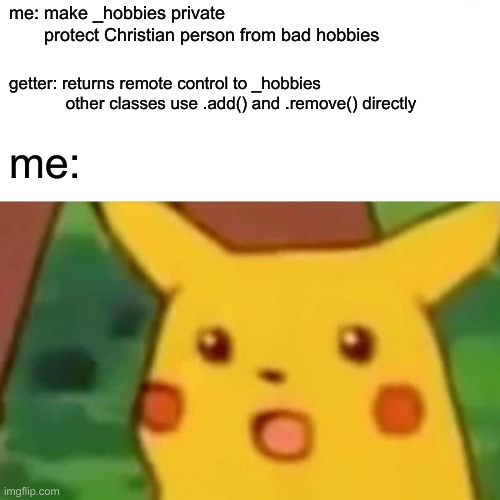 me: make _hobbies private
protect Christian person from bad hobbies
getter: returns remote control to _hobbies
other classes use .add() and .remove() directly
me:
imgflip.com